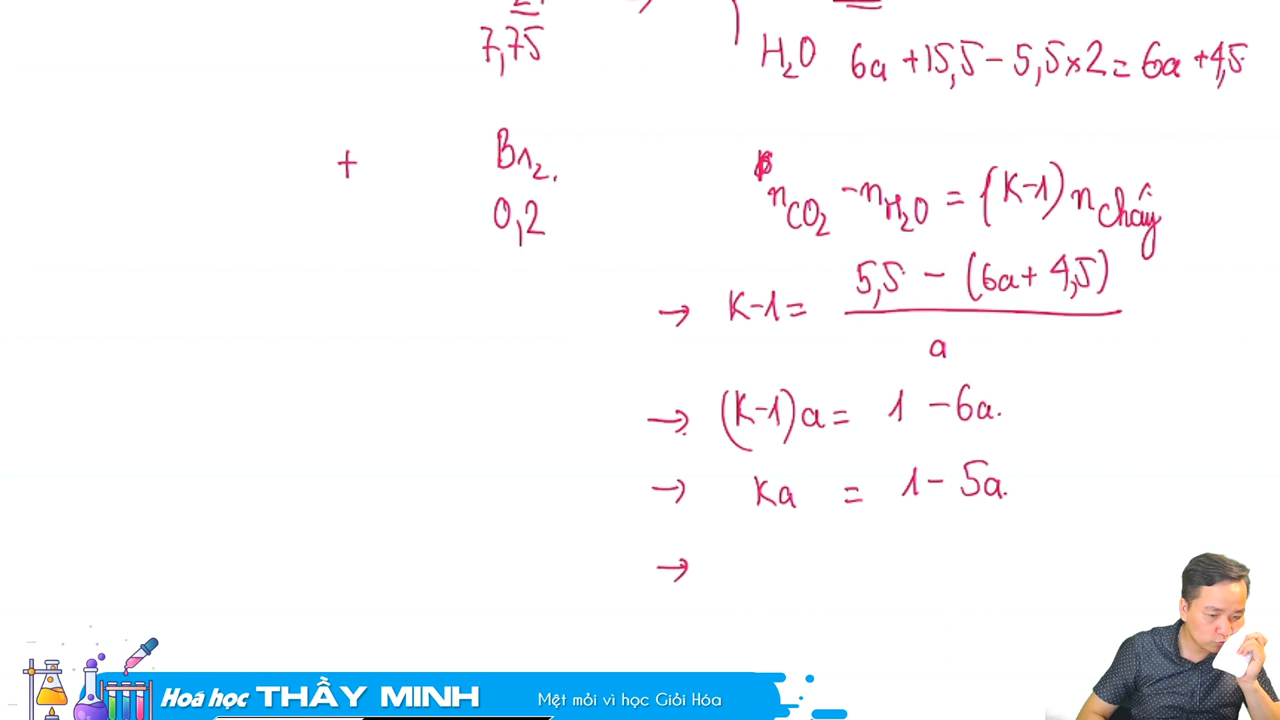 7,75
H₂O 6a + 15,5 - 5,5×2 = 6a + 4,5
+ Br₂.
0,2
nCO₂ - nH₂O = (K-1) n cháy
→ K-1 = 5,5 - (6a + 4,5)
a
→ (K-1)a = 1 - 6a.
→ Ka = 1 - 5a.
→
Hoá học THẦY MINH
Mệt mỏi vì học Giỏi Hóa